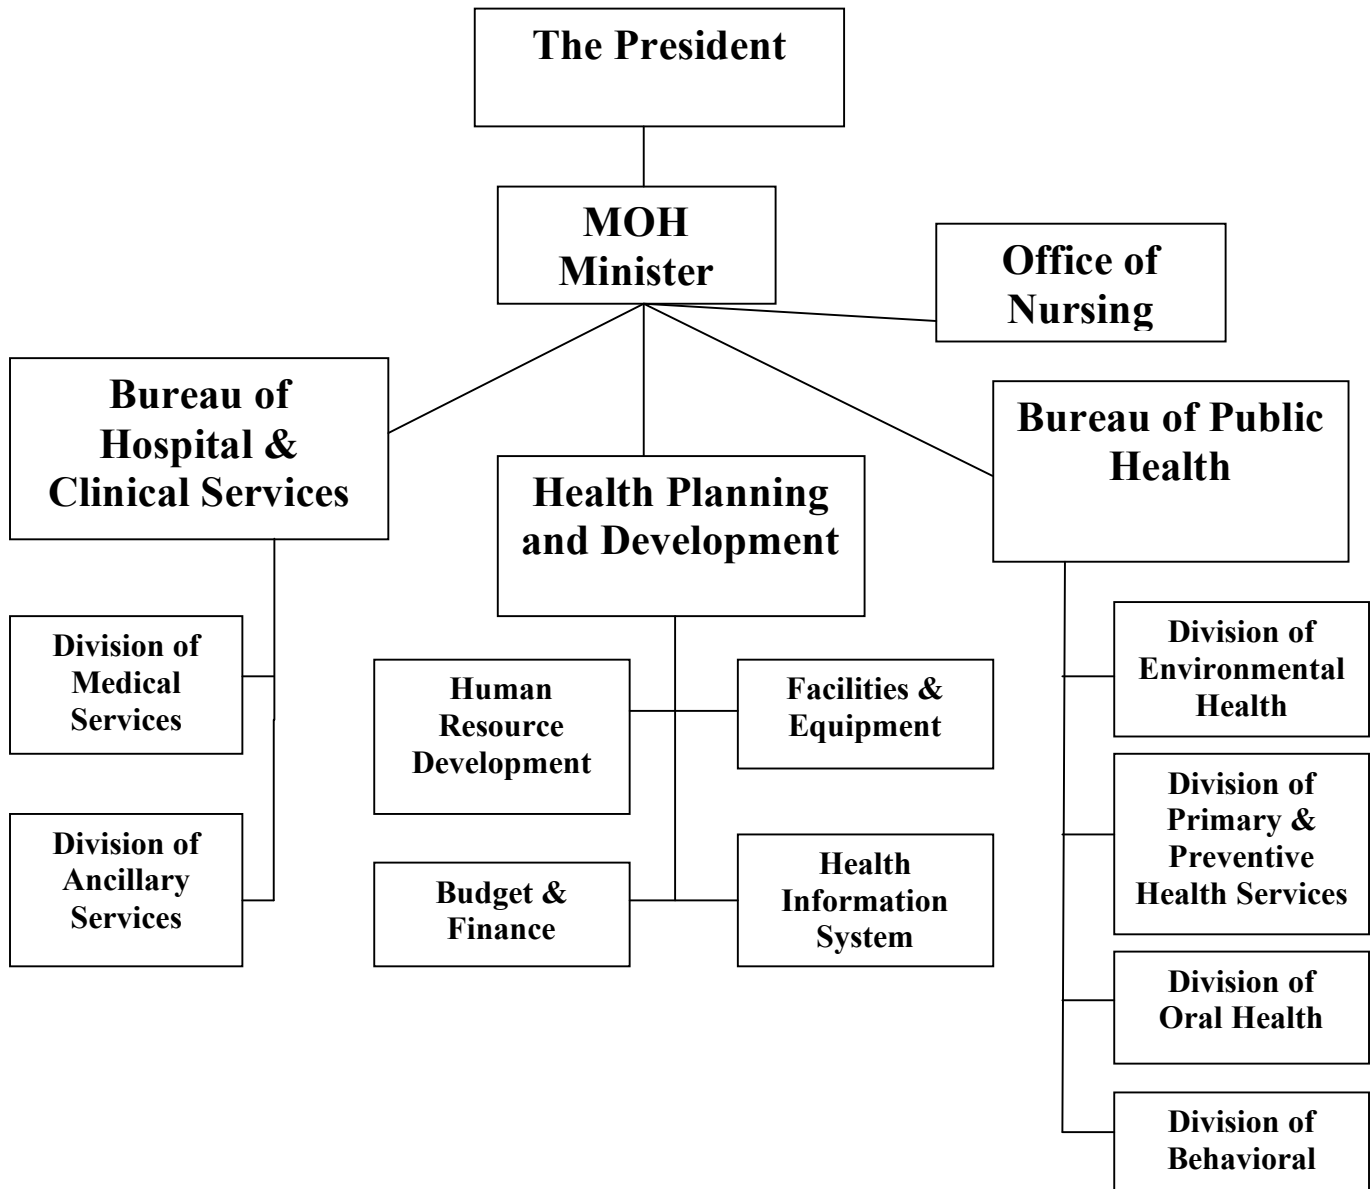 The President
MOH
Minister
Office of
Nursing
Bureau of
Hospital &
Clinical Services
Health Planning
and Development
Bureau of Public
Health
Division of
Medical
Services
Division of
Ancillary
Services
Human
Resource
Development
Facilities &
Equipment
Budget &
Finance
Health
Information
System
Division of
Environmental
Health
Division of
Primary &
Preventive
Health Services
Division of
Oral Health
Division of
Behavioral